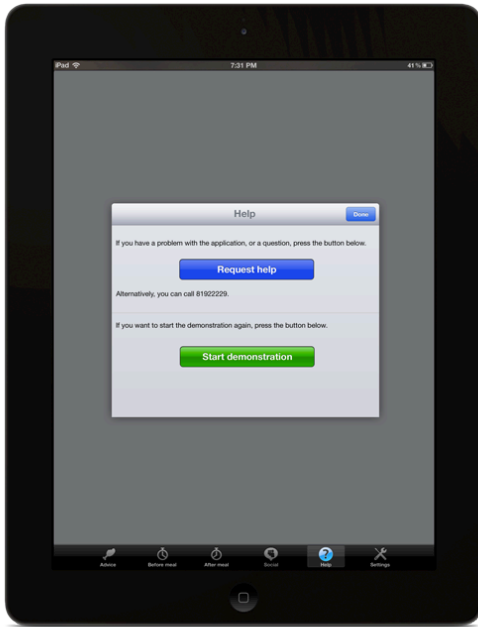 iPad 7:31 PM 41 %
Help Done
If you have a problem with the application, or a question, press the button below.
Request help
Alternatively, you can call 81922229.
If you want to start the demonstration again, press the button below.
Start demonstration
Advice Before meal After meal Social Help Settings